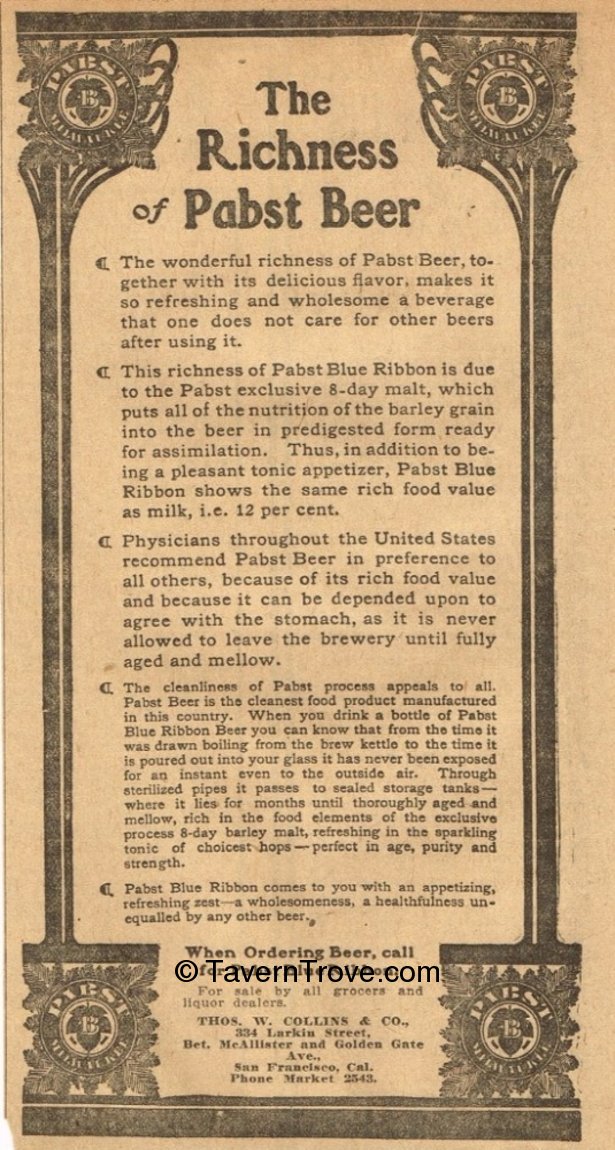 PABST
B
MILWAUKEE
PABST
B
MILWAUKEE
The
Richness
of Pabst Beer
The wonderful richness of Pabst Beer, to-
gether with its delicious flavor, makes it
so refreshing and wholesome a beverage
that one does not care for other beers
after using it.
This richness of Pabst Blue Ribbon is due
to the Pabst exclusive 8-day malt, which
puts all of the nutrition of the barley grain
into the beer in predigested form ready
for assimilation. Thus, in addition to be-
ing a pleasant tonic appetizer, Pabst Blue
Ribbon shows the same rich food value
as milk, i.e. 12 per cent.
Physicians throughout the United States
recommend Pabst Beer in preference to
all others, because of its rich food value
and because it can be depended upon to
agree with the stomach, as it is never
allowed to leave the brewery until fully
aged and mellow.
The cleanliness of Pabst process appeals to all.
Pabst Beer is the cleanest food product manufactured
in this country. When you drink a bottle of Pabst
Blue Ribbon Beer you can know that from the time it
was drawn boiling from the brew kettle to the time it
is poured out into your glass it has never been exposed
for an instant even to the outside air. Through
sterilized pipes it passes to sealed storage tanks—
where it lies for months until thoroughly aged and
mellow, rich in the food elements of the exclusive
process 8-day barley malt, refreshing in the sparkling
tonic of choicest hops—perfect in age, purity and
strength.
Pabst Blue Ribbon comes to you with an appetizing,
refreshing zest—a wholesomeness, a healthfulness un-
equalled by any other beer.
When Ordering Beer, call
for Pabst Blue Ribbon.
© TavernTrove.com
For sale by all grocers and
liquor dealers.
THOS. W. COLLINS & CO.,
334 Larkin Street,
Bet. McAllister and Golden Gate
Ave.,
San Francisco, Cal.
Phone Market 2543.
PABST
B
MILWAUKEE
PABST
B
MILWAUKEE